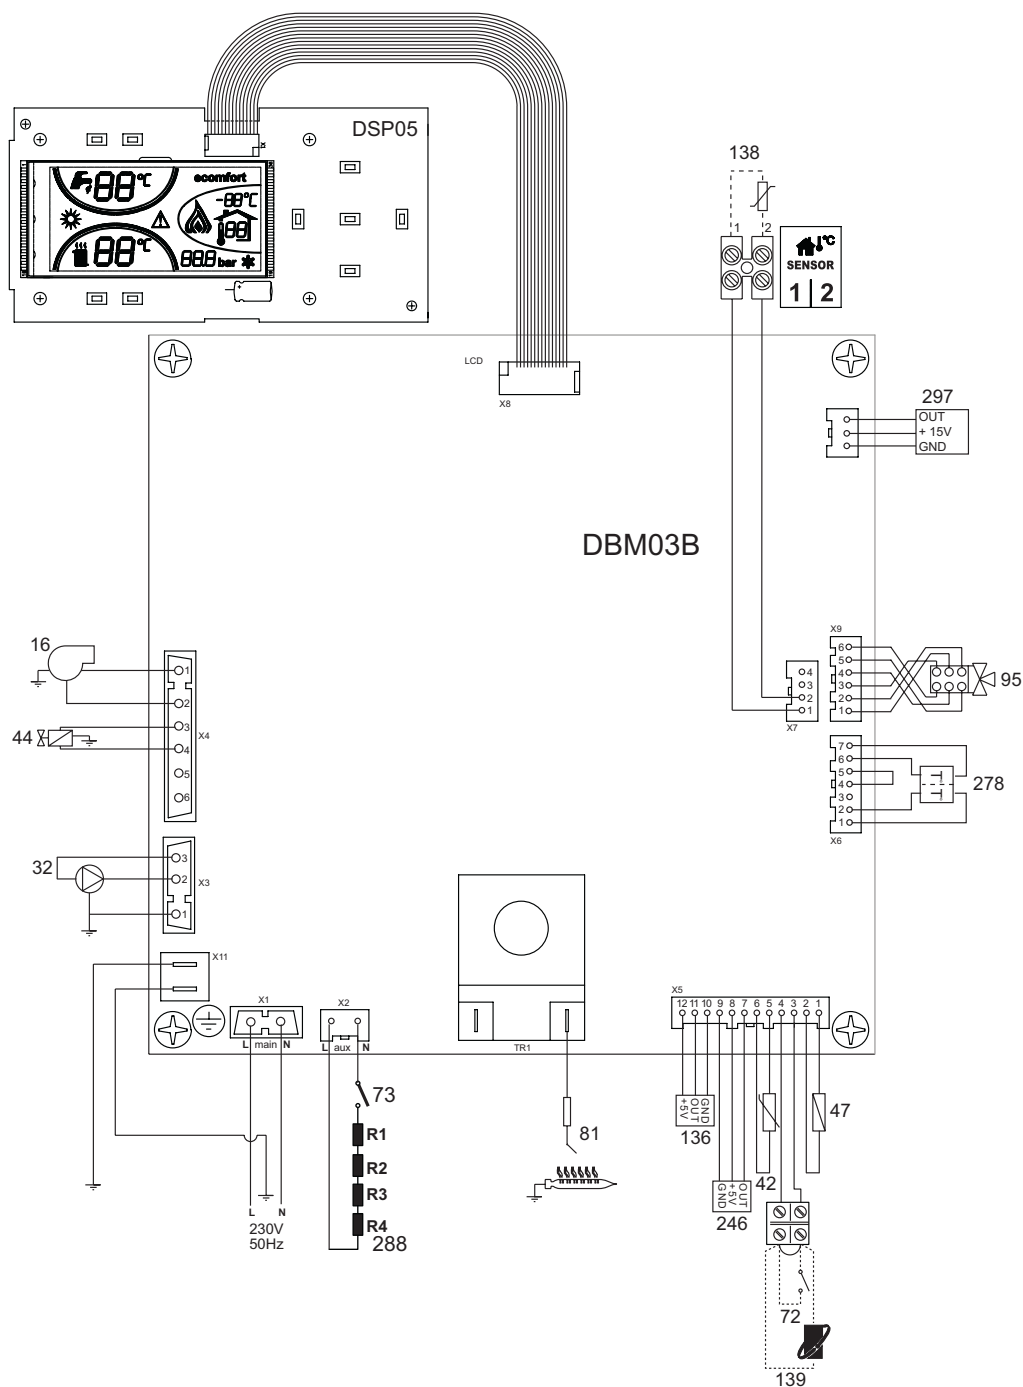 DSP05
88°C
ecomfort
-88°C
88
88°C
88.8 bar
138
1 2
°C
SENSOR
1 2
LCD
X8
297
OUT
+ 15V
GND
DBM03B
16
1
2
3
4
5
6
X4
44
X9
6
5
4
3
2
1
95
4
3
2
1
X7
7
6
5
4
3
2
1
X6
278
32
3
2
1
X3
X11
X1
L main N
X2
L aux N
TR1
X5
12 11 10 9 8 7 6 5 4 3 2 1
73
R1
R2
R3
R4
288
L N
230V
50Hz
81
+5V
OUT
GND
136
GND
+5V
OUT
246
42
47
72
139